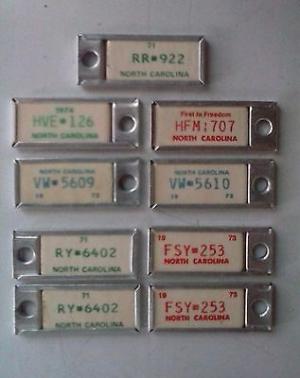 71
RR*922
NORTH CAROLINA
1974
HVE*126
NORTH CAROLINA
First in Freedom
HFM:707
NORTH CAROLINA
NORTH CAROLINA
VW*5609
19 73
NORTH CAROLINA
VW*5610
19 73
71
RY*6402
NORTH CAROLINA
19 73
FSY*253
NORTH CAROLINA
71
RY*6402
NORTH CAROLINA
19 73
FSY*253
NORTH CAROLINA